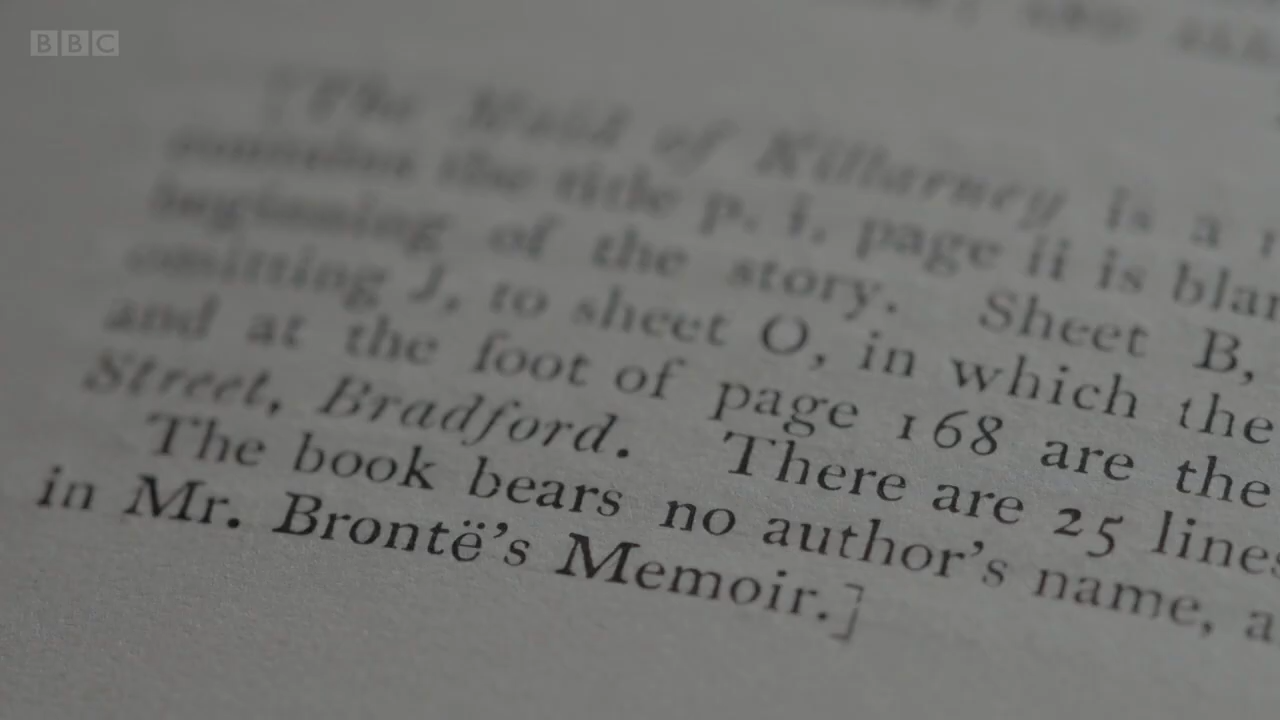 BBC
[The Maid of Killarney is a
contains the title p. i, page ii is blan
beginning of the story. Sheet B,
omitting J, to sheet O, in which the
and at the foot of page 168 are the
Street, Bradford. There are 25 lines
The book bears no author's name, a
in Mr. Brontë's Memoir.]